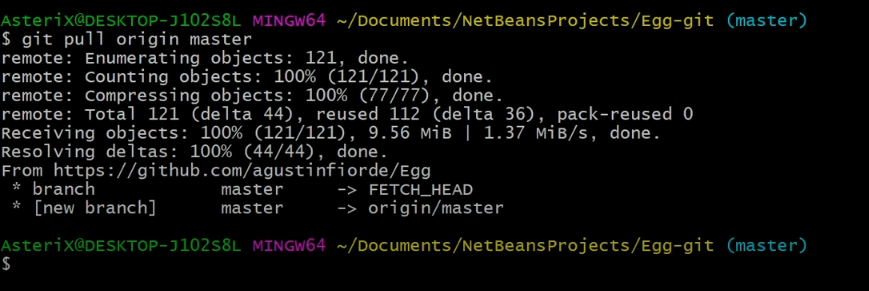 AsteriX@DESKTOP-J102S8L MINGW64 ~/Documents/NetBeansProjects/Egg-git (master)
$ git pull origin master
remote: Enumerating objects: 121, done.
remote: Counting objects: 100% (121/121), done.
remote: Compressing objects: 100% (77/77), done.
remote: Total 121 (delta 44), reused 112 (delta 36), pack-reused 0
Receiving objects: 100% (121/121), 9.56 MiB | 1.37 MiB/s, done.
Resolving deltas: 100% (44/44), done.
From https://github.com/agustinfiorde/Egg
 * branch            master     -> FETCH_HEAD
 * [new branch]      master     -> origin/master
AsteriX@DESKTOP-J102S8L MINGW64 ~/Documents/NetBeansProjects/Egg-git (master)
$